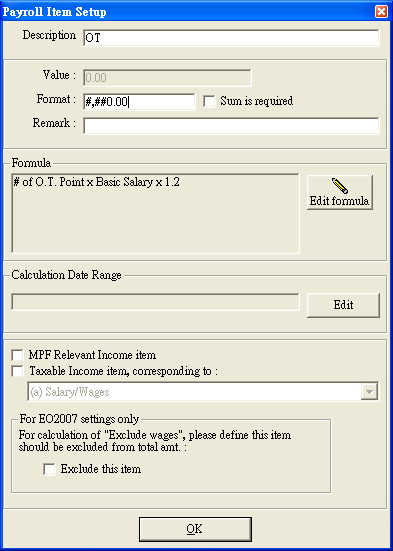 Payroll Item Setup
Description OT
Value : 0.00
Format : #,##0.00 Sum is required
Remark :
Formula
# of O.T. Point x Basic Salary x 1.2
Edit formula
Calculation Date Range
Edit
MPF Relevant Income item
Taxable Income item, corresponding to :
(a) Salary/Wages
For EO2007 settings only
For calculation of "Exclude wages", please define this item
should be excluded from total amt. :
Exclude this item
OK